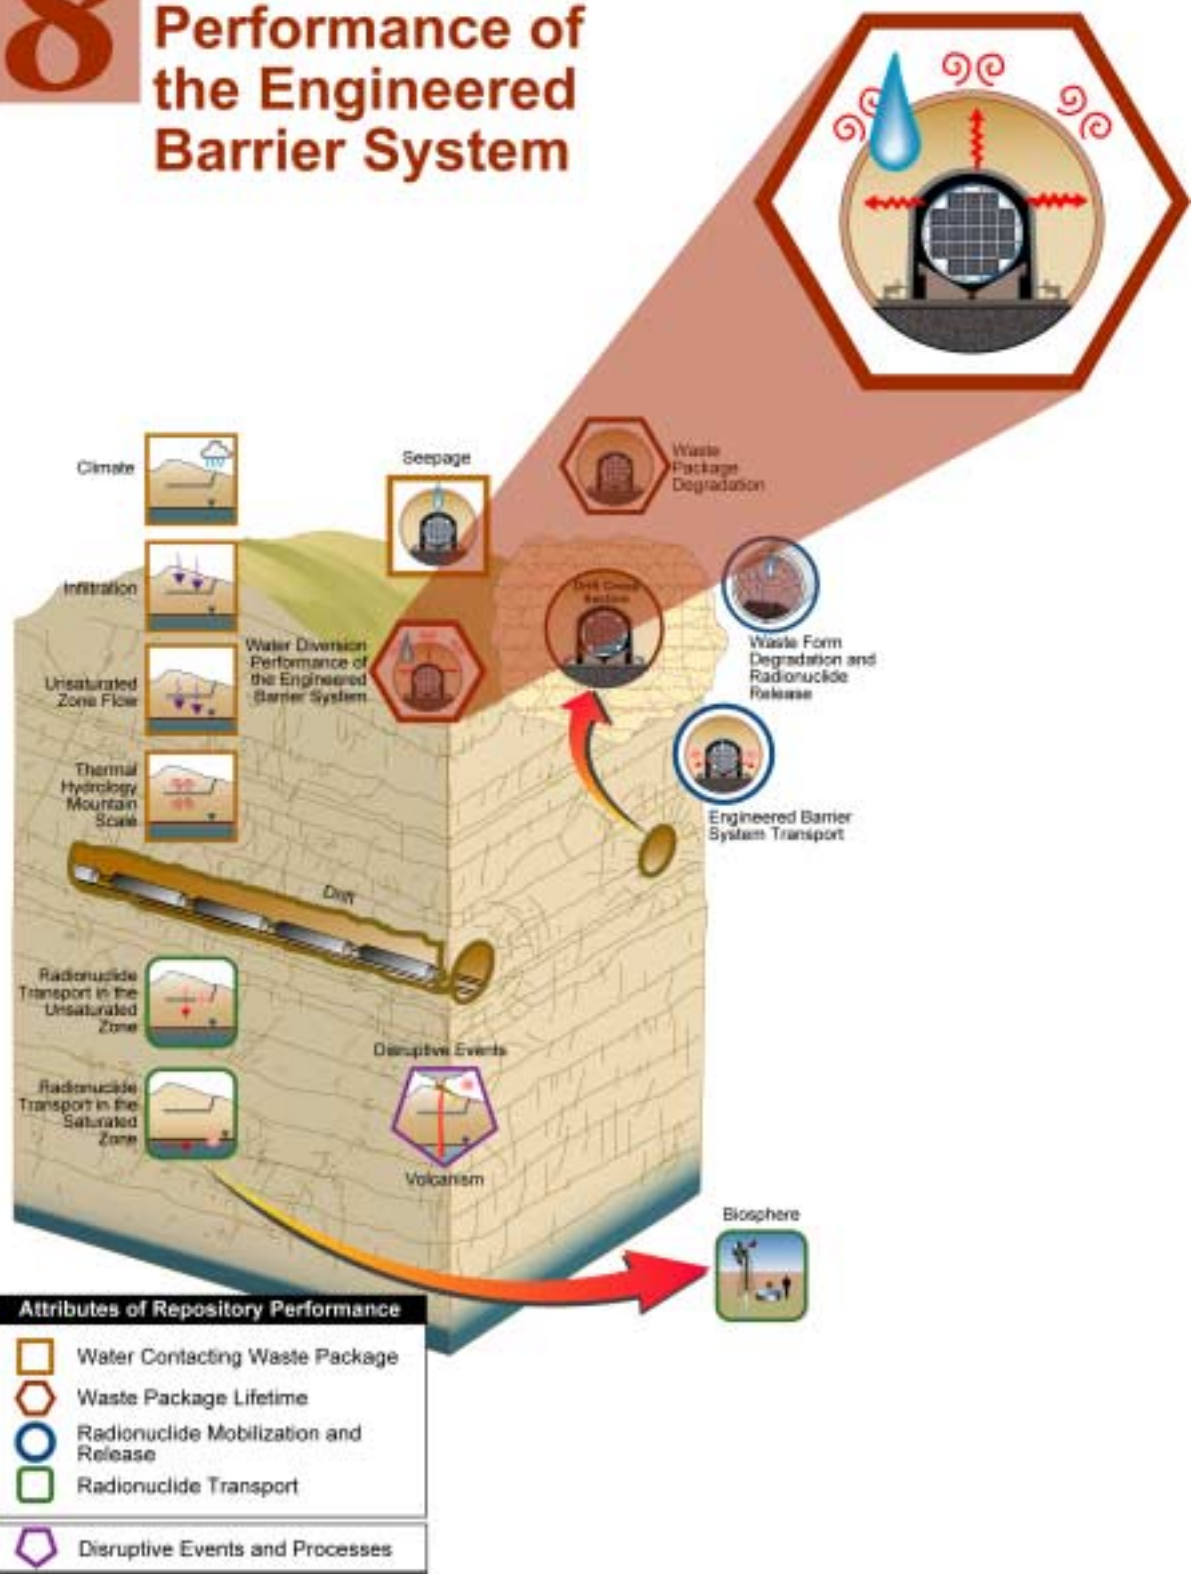 8
Performance of
the Engineered
Barrier System
Climate
Seepage
Waste
Package
Degradation
Infiltration
Drift Cross
Section
Water Diversion
Performance of
the Engineered
Barrier System
Waste Form
Degradation and
Radionuclide
Release
Unsaturated
Zone Flow
Thermal
Hydrology
Mountain
Scale
Engineered Barrier
System Transport
Drift
Radionuclide
Transport in the
Unsaturated
Zone
Disruptive Events
Radionuclide
Transport in the
Saturated
Zone
Volcanism
Biosphere
Attributes of Repository Performance
Water Contacting Waste Package
Waste Package Lifetime
Radionuclide Mobilization and
Release
Radionuclide Transport
Disruptive Events and Processes